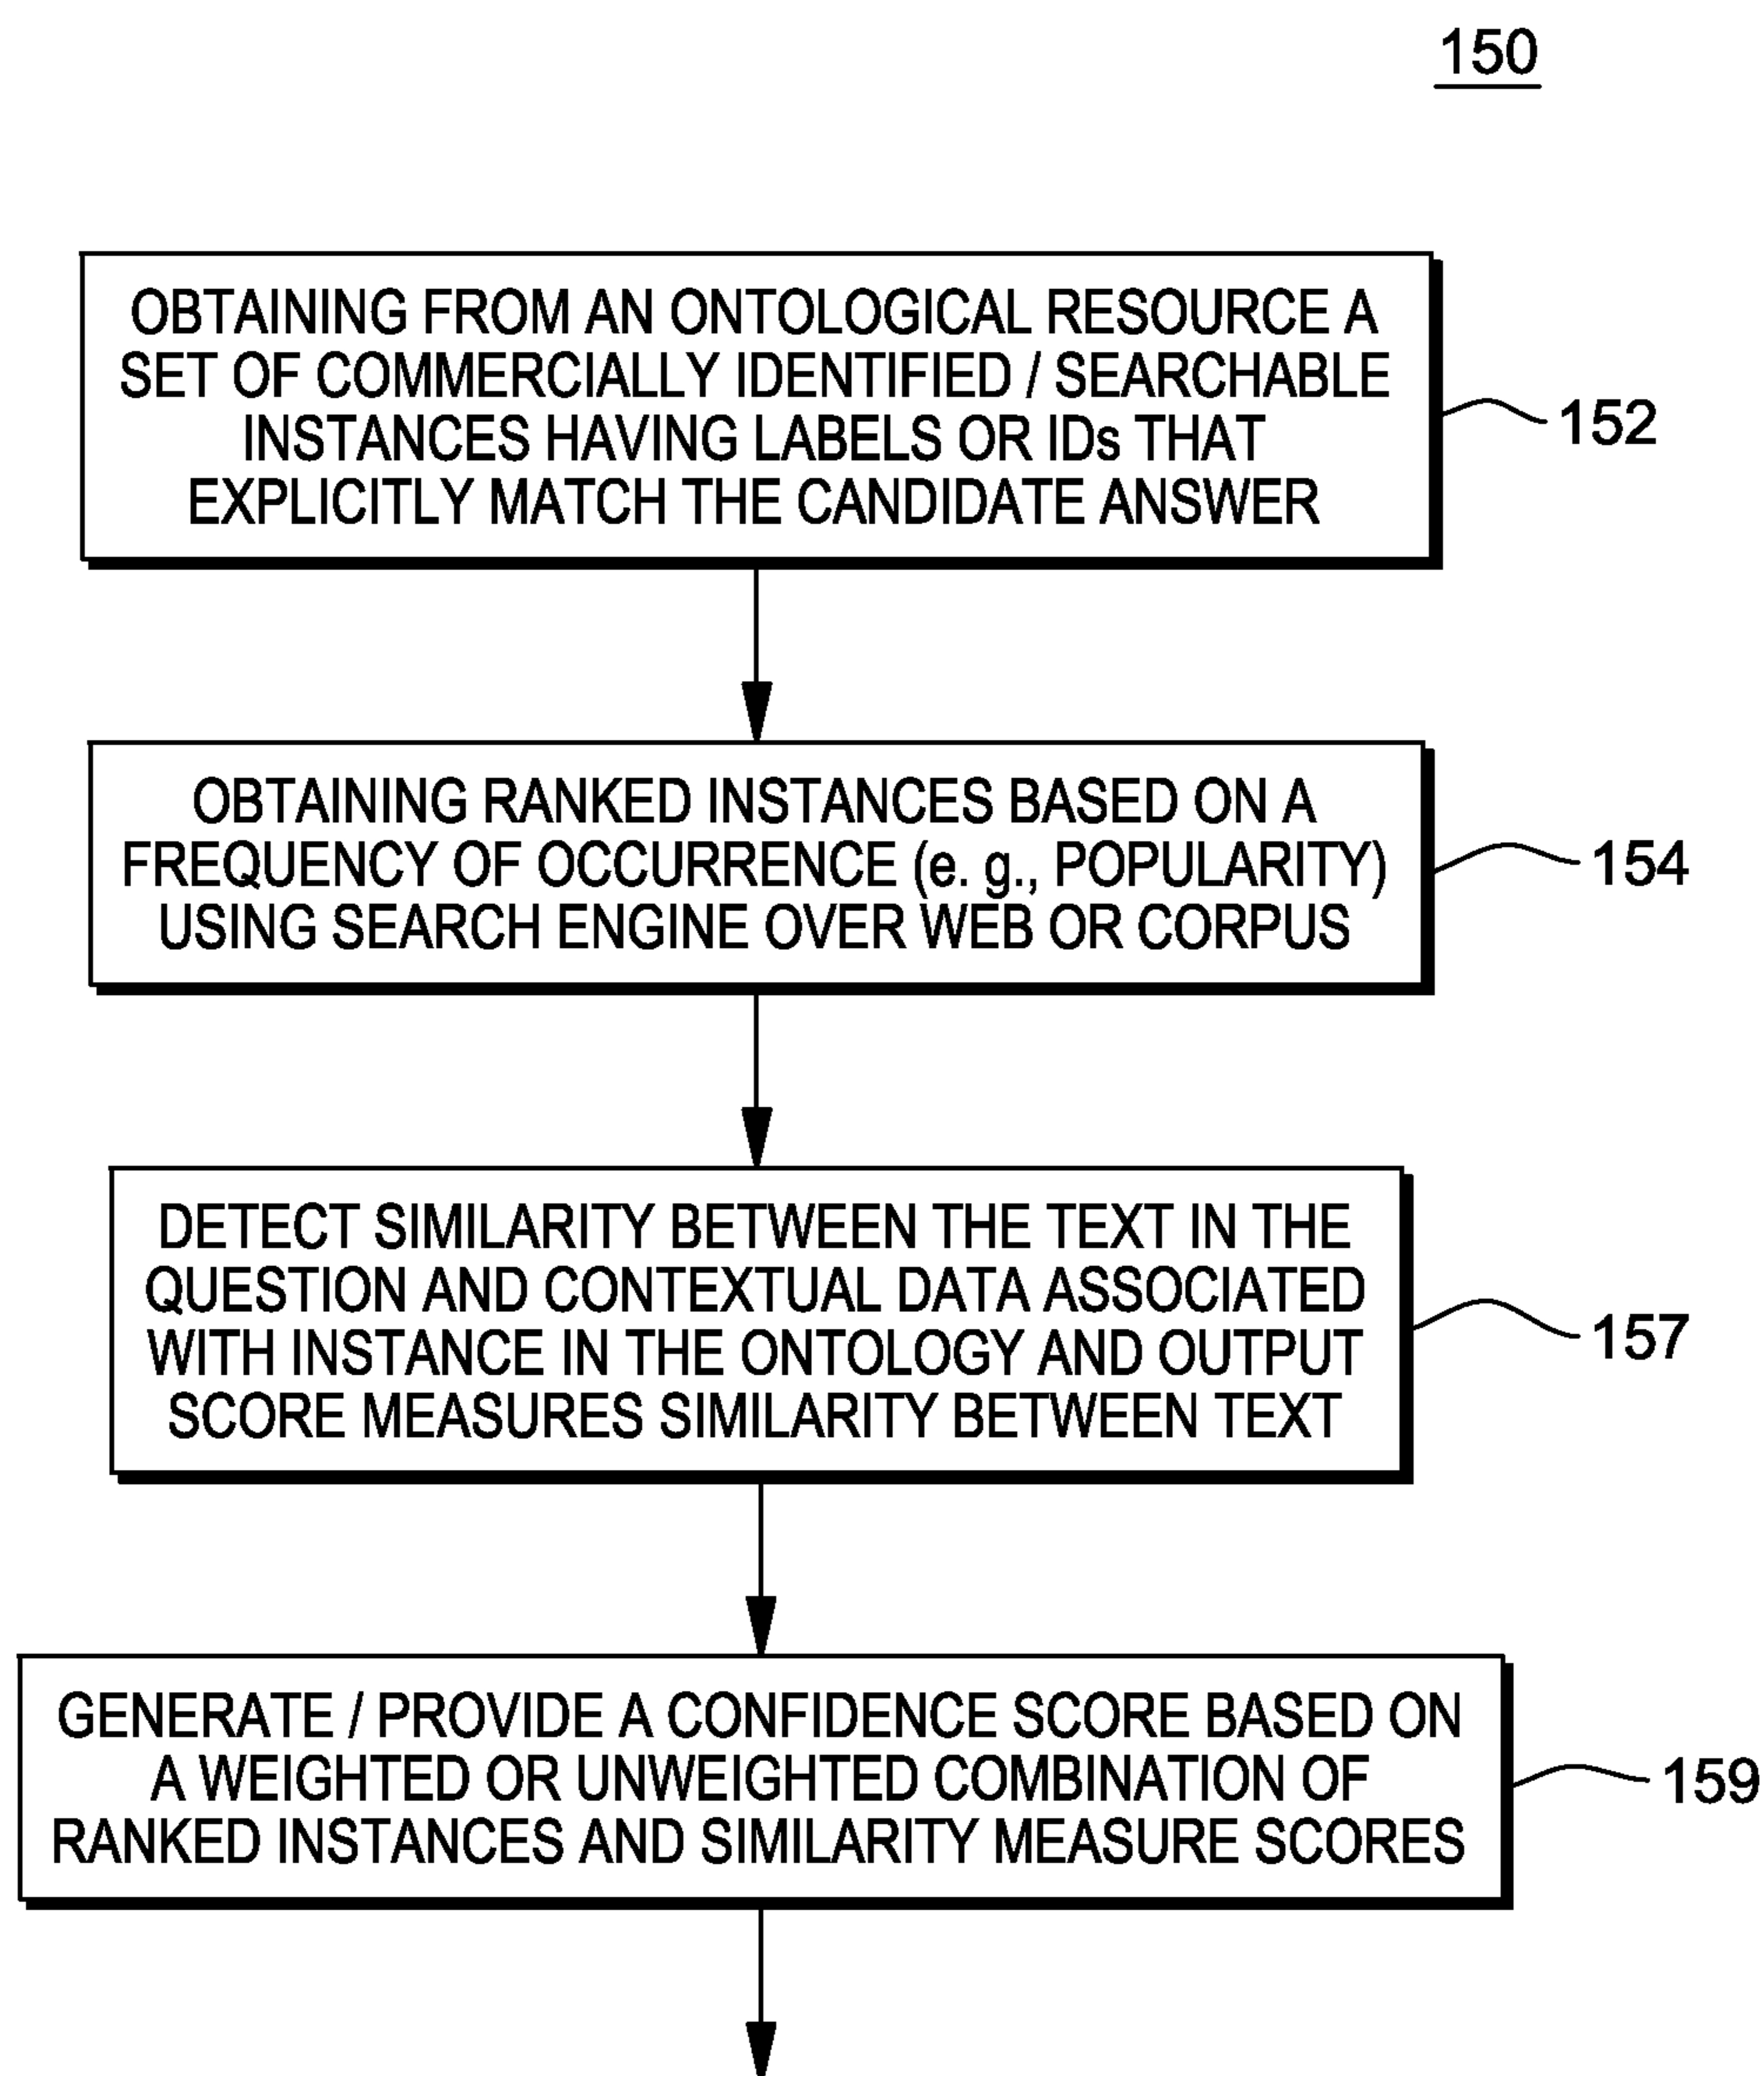 150
OBTAINING FROM AN ONTOLOGICAL RESOURCE A
SET OF COMMERCIALLY IDENTIFIED / SEARCHABLE
INSTANCES HAVING LABELS OR IDs THAT
EXPLICITLY MATCH THE CANDIDATE ANSWER
152
OBTAINING RANKED INSTANCES BASED ON A
FREQUENCY OF OCCURRENCE (e. g., POPULARITY)
USING SEARCH ENGINE OVER WEB OR CORPUS
154
DETECT SIMILARITY BETWEEN THE TEXT IN THE
QUESTION AND CONTEXTUAL DATA ASSOCIATED
WITH INSTANCE IN THE ONTOLOGY AND OUTPUT
SCORE MEASURES SIMILARITY BETWEEN TEXT
157
GENERATE / PROVIDE A CONFIDENCE SCORE BASED ON
A WEIGHTED OR UNWEIGHTED COMBINATION OF
RANKED INSTANCES AND SIMILARITY MEASURE SCORES
159